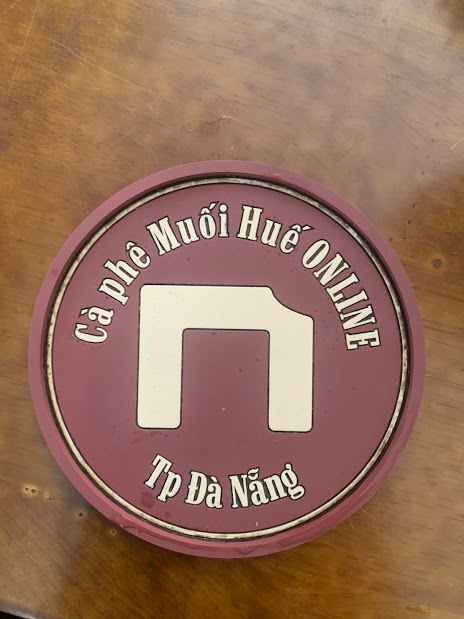 Cà phê Muối Huế ONLINE
Tp Đà Nẵng